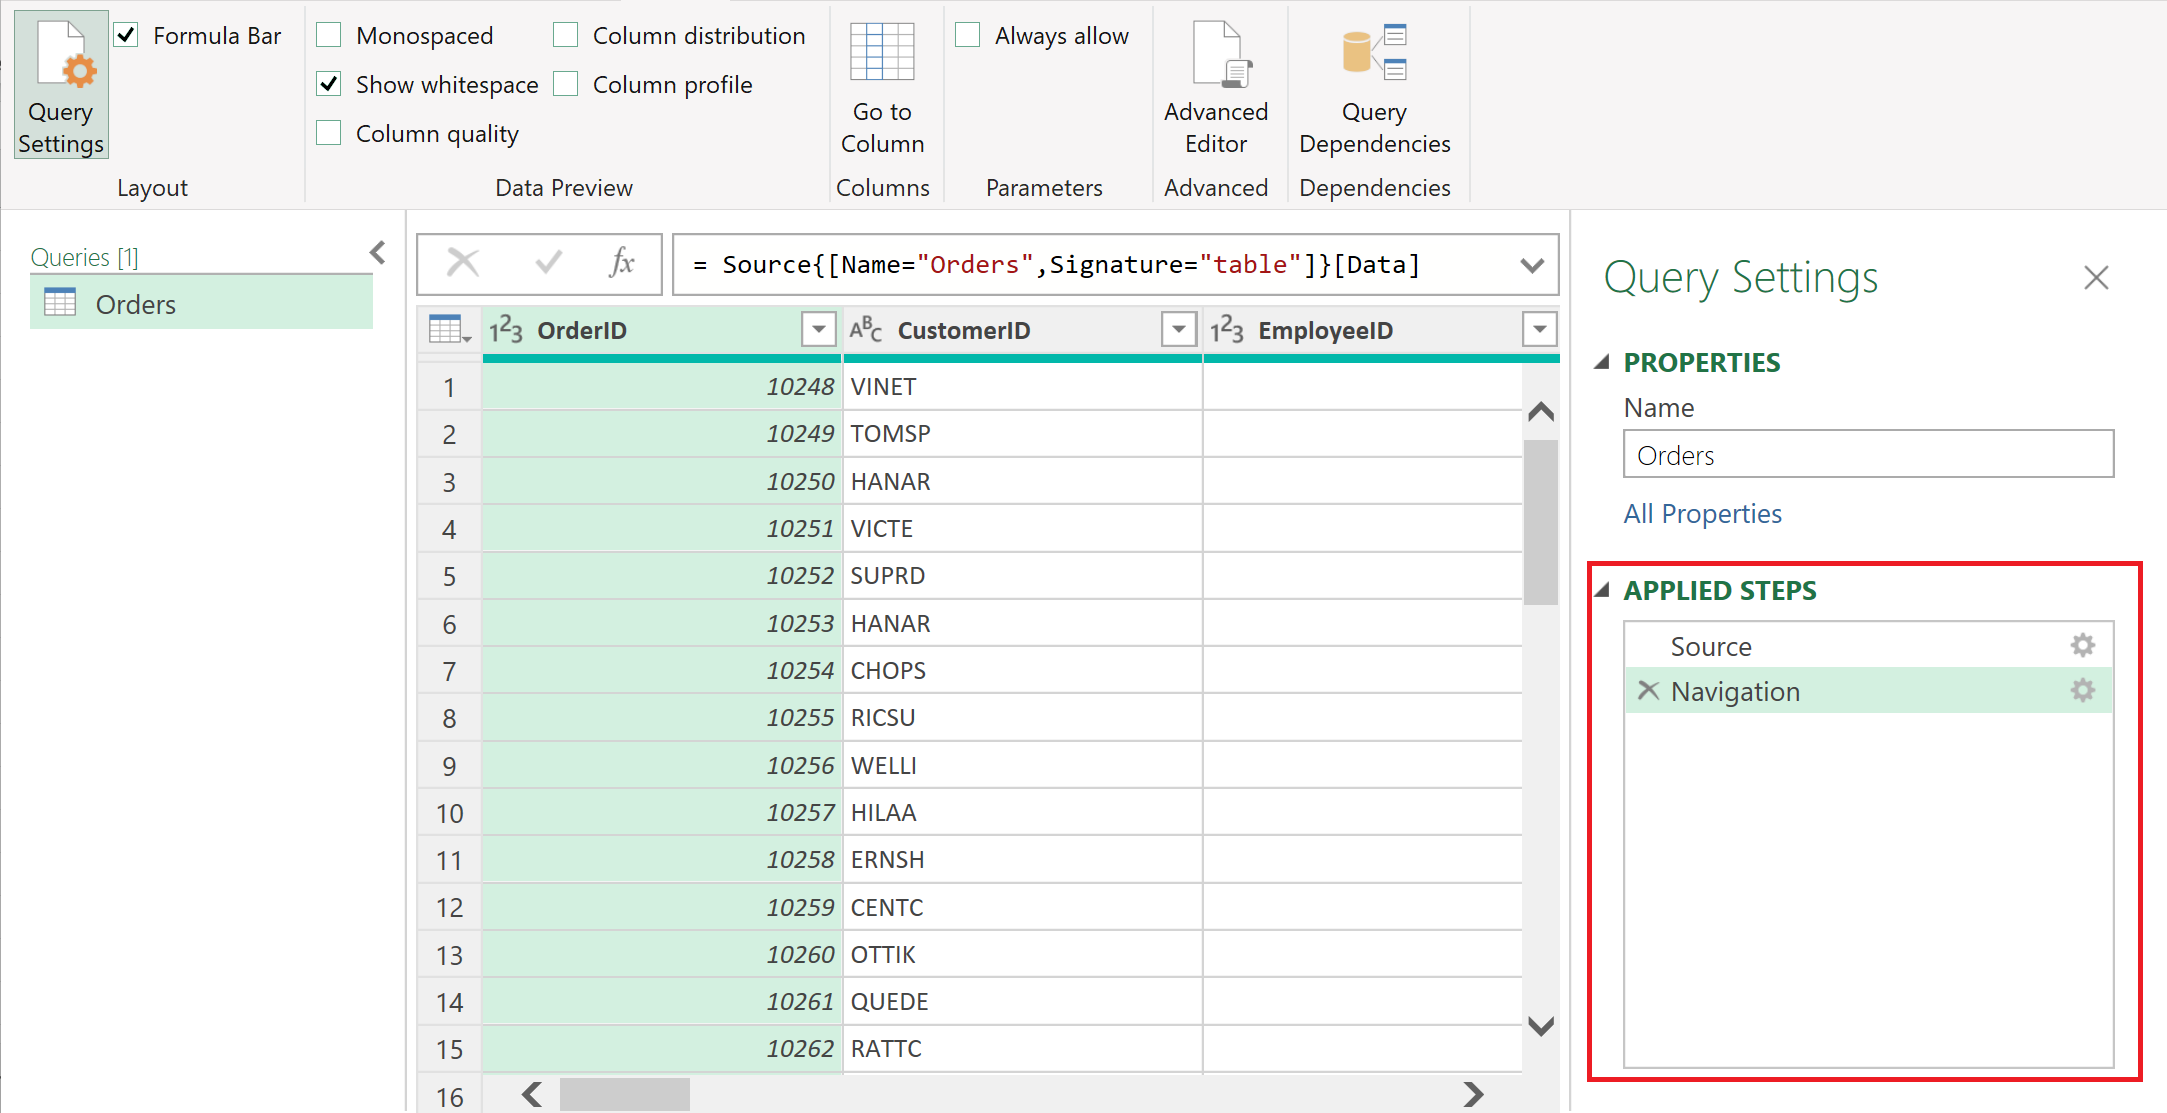 Query Settings
Formula Bar
Layout
Monospaced
Show whitespace
Column quality
Column distribution
Column profile
Data Preview
Go to Column
Columns
Always allow
Parameters
Advanced Editor
Advanced
Query Dependencies
Dependencies
Queries [1]
Orders
fx
= Source{[Name="Orders",Signature="table"]}[Data]
123 OrderID ABC CustomerID 123 EmployeeID
1 10248 VINET
2 10249 TOMSP
3 10250 HANAR
4 10251 VICTE
5 10252 SUPRD
6 10253 HANAR
7 10254 CHOPS
8 10255 RICSU
9 10256 WELLI
10 10257 HILAA
11 10258 ERNSH
12 10259 CENTC
13 10260 OTTIK
14 10261 QUEDE
15 10262 RATTC
16
Query Settings
PROPERTIES
Name
Orders
All Properties
APPLIED STEPS
Source
Navigation